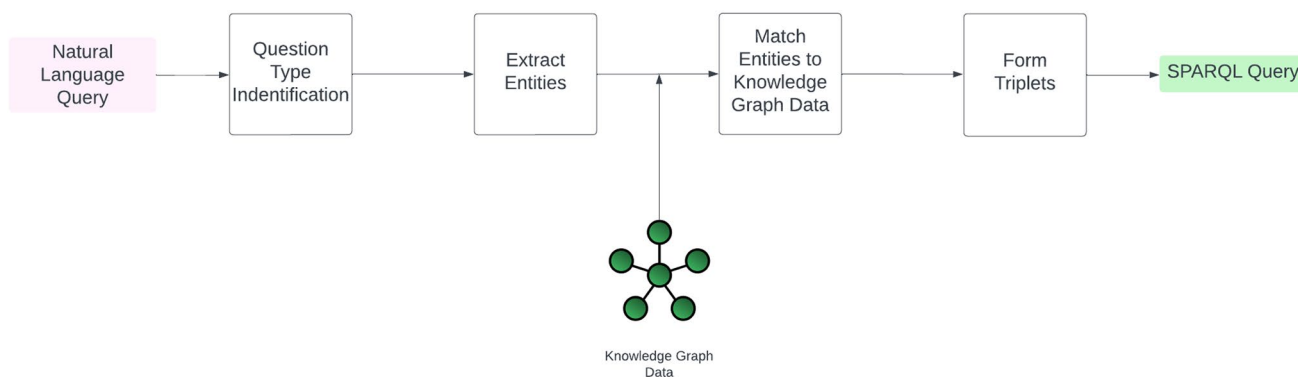 Natural
Language
Query
Question
Type
Indentification
Extract
Entities
Match
Entities to
Knowledge
Graph Data
Form
Triplets
SPARQL Query
Knowledge Graph
Data